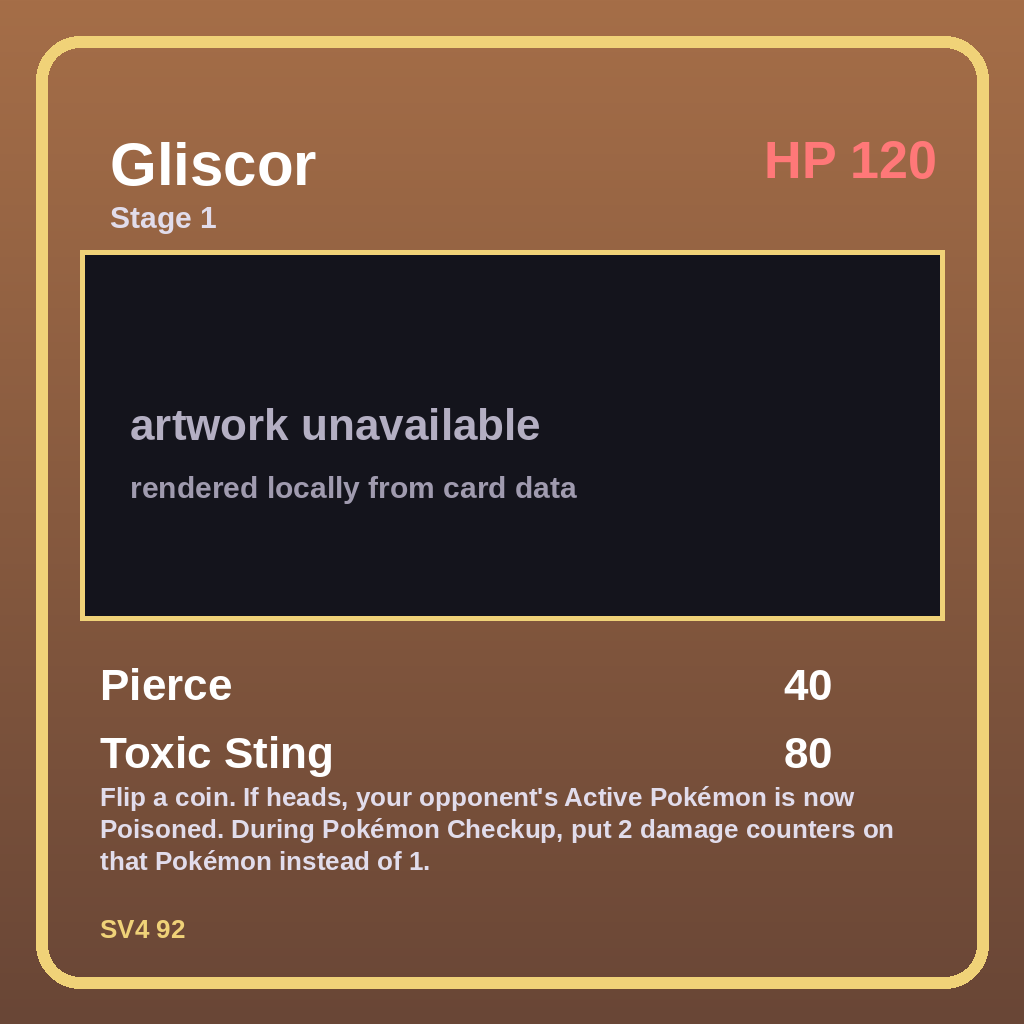 Gliscor
HP 120
Stage 1
artwork unavailable
rendered locally from card data
Pierce 40
Toxic Sting 80
Flip a coin. If heads, your opponent's Active Pokémon is now
Poisoned. During Pokémon Checkup, put 2 damage counters on
that Pokémon instead of 1.
SV4 92